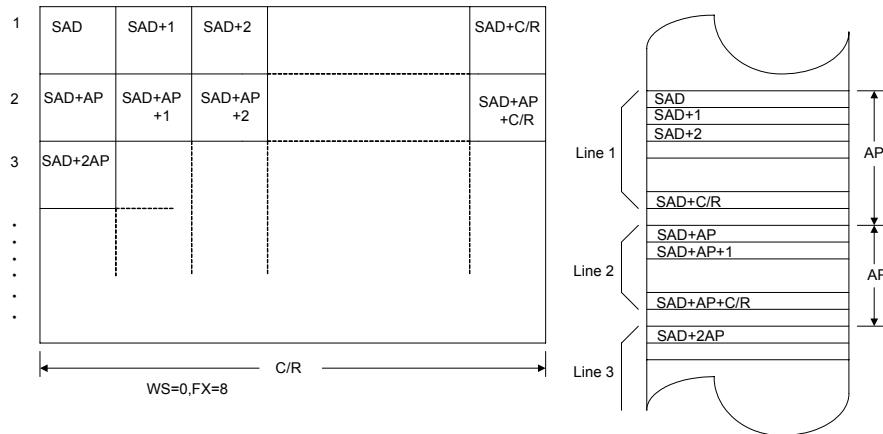 1
SAD
SAD+1
SAD+2
SAD+C/R
2
SAD+AP
SAD+AP
+1
SAD+AP
+2
SAD+AP
+C/R
3
SAD+2AP
C/R
WS=0,FX=8
Line 1
SAD
SAD+1
SAD+2
SAD+C/R
AP
Line 2
SAD+AP
SAD+AP+1
SAD+AP+C/R
AP
Line 3
SAD+2AP